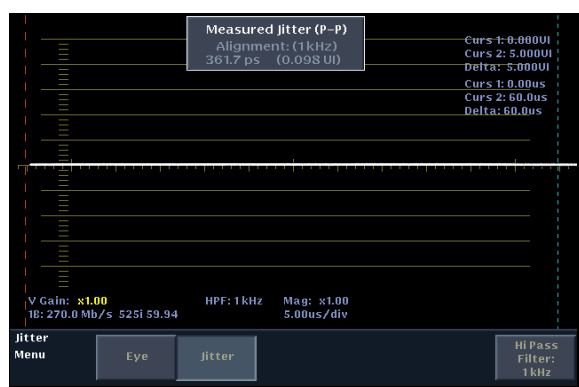 Measured Jitter (P-P)
Alignment: (1kHz)
361.7 ps (0.098 UI)
Curs 1: 0.000UI
Curs 2: 5.000UI
Delta: 5.000UI
Curs 1: 0.00us
Curs 2: 60.0us
Delta: 60.0us
V Gain: x1.00 HPF: 1kHz Mag: x1.00
1B: 270.0 Mb/s 525i 59.94 5.00us/div
Jitter
Menu
Eye
Jitter
Hi Pass
Filter:
1kHz